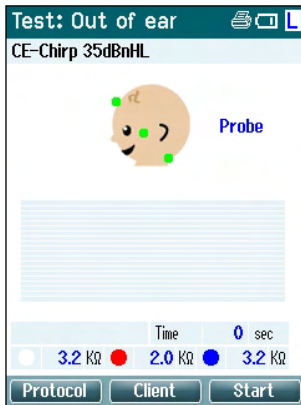 Test: Out of ear L
CE-Chirp 35dBnHL
Probe
Time 0 sec
3.2 KΩ 2.0 KΩ 3.2 KΩ
Protocol Client Start